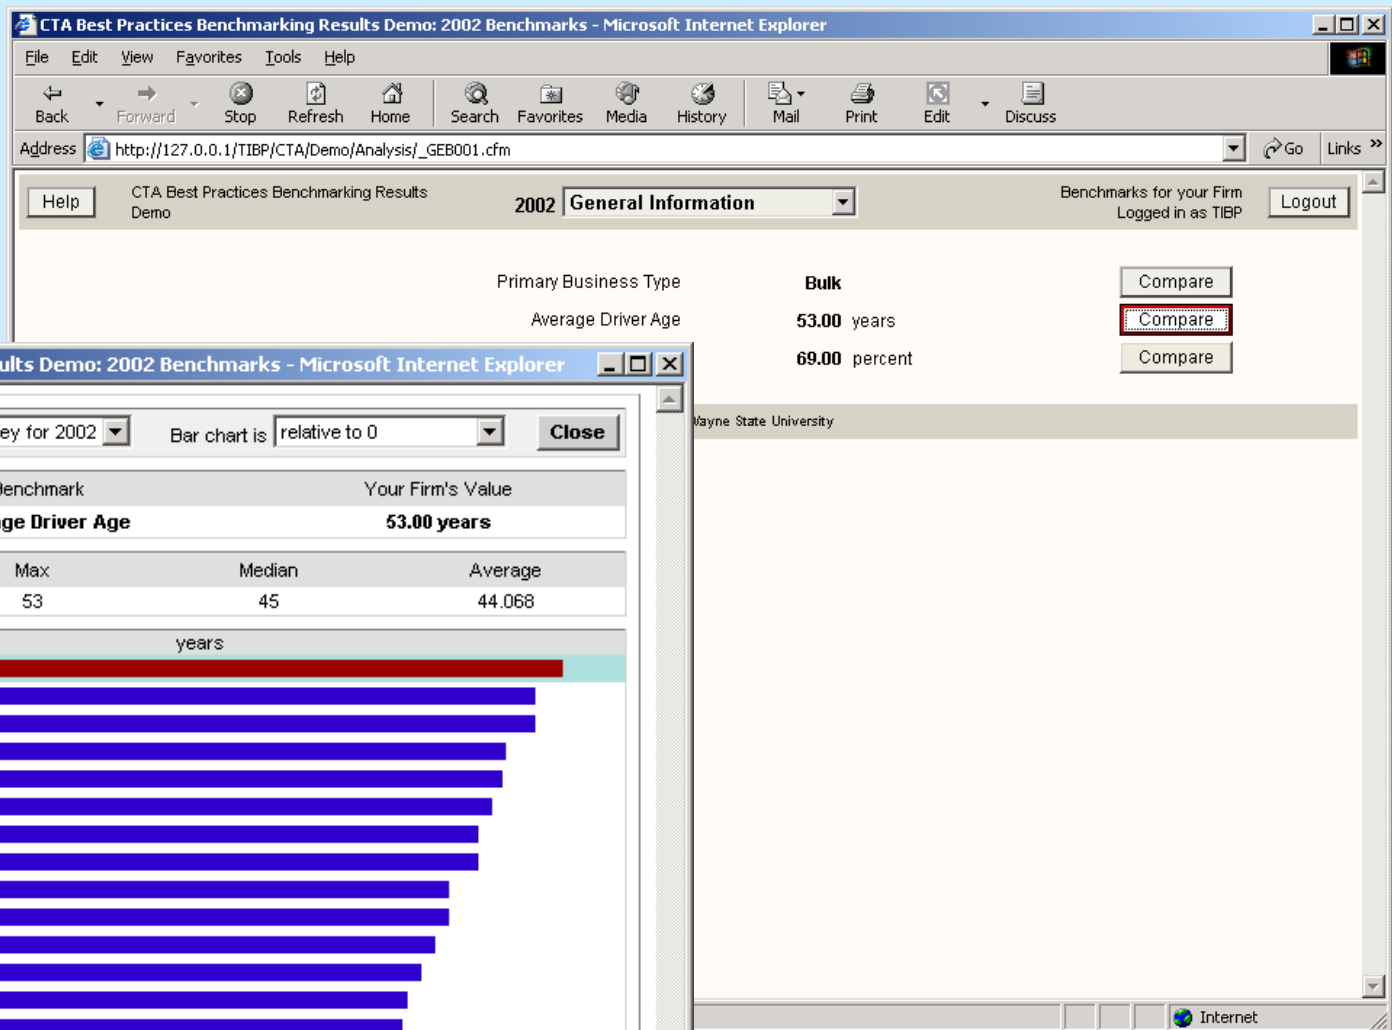 CTA Best Practices Benchmarking Results Demo: 2002 Benchmarks - Microsoft Internet Explorer
File Edit View Favorites Tools Help
Back Forward Stop Refresh Home Search Favorites Media History Mail Print Edit Discuss
Address http://127.0.0.1/TIBP/CTA/Demo/Analysis/_GEB001.cfm Go Links »
Help CTA Best Practices Benchmarking Results Demo 2002 General Information Benchmarks for your Firm Logged in as TIBP Logout
Primary Business Type Bulk Compare
Average Driver Age 53.00 years Compare
69.00 percent Compare
Wayne State University
ults Demo: 2002 Benchmarks - Microsoft Internet Explorer
ey for 2002 Bar chart is relative to 0 Close
Benchmark Your Firm's Value
ge Driver Age 53.00 years
Max Median Average
53 45 44.068
years
Internet